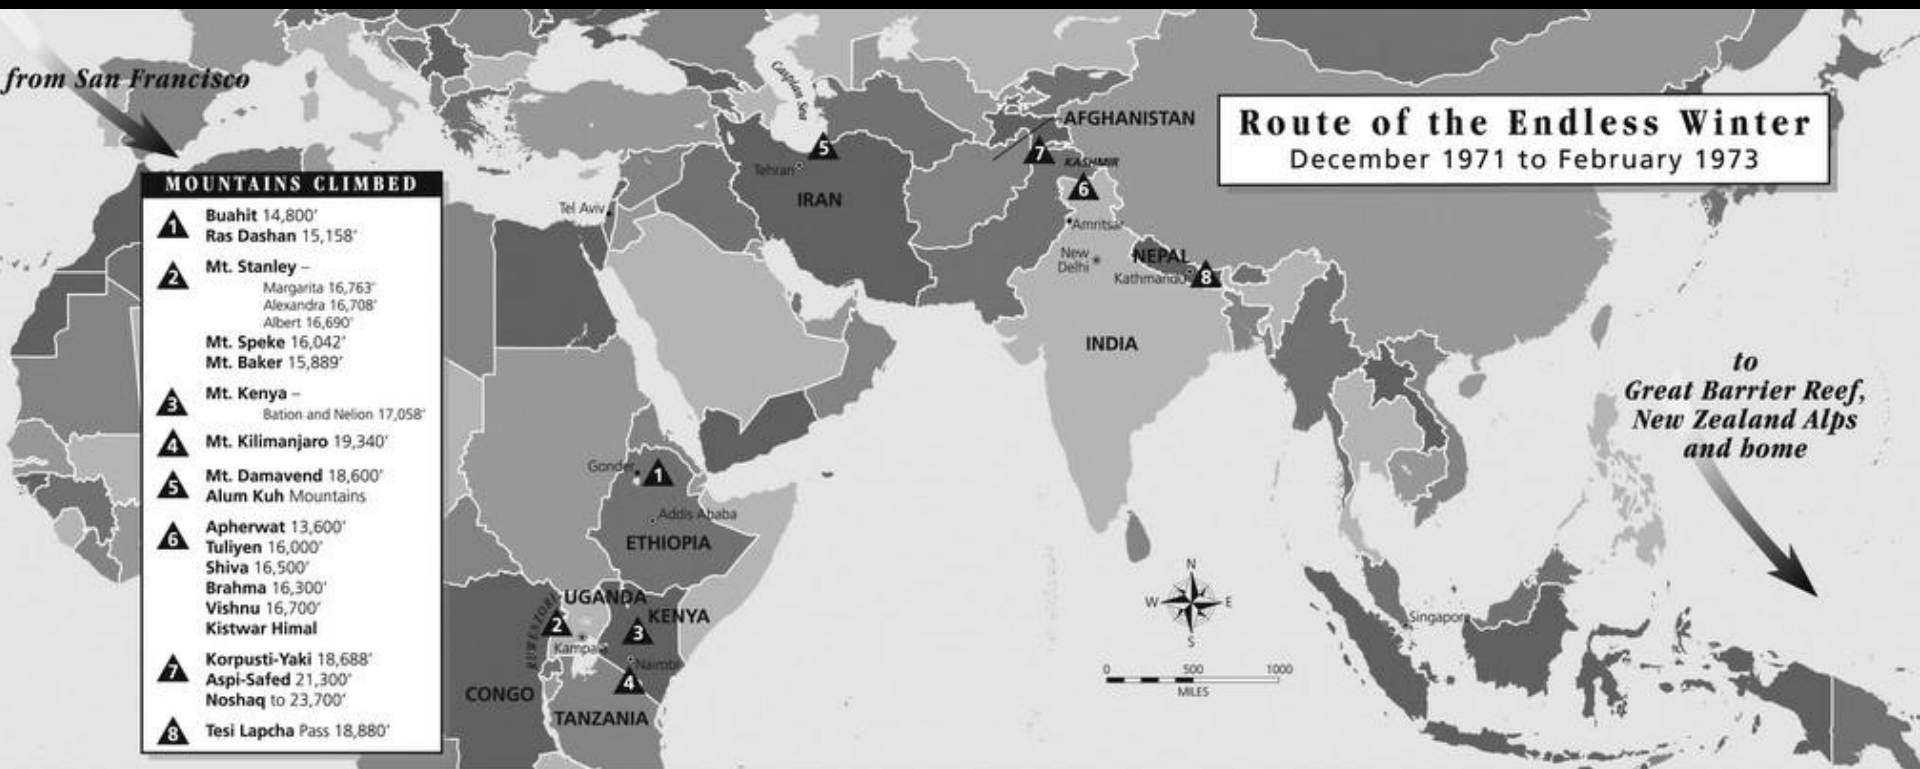 from San Francisco
Caspian Sea
AFGHANISTAN
Route of the Endless Winter
December 1971 to February 1973
5
7
KASHMIR
Tehran
6
IRAN
Tel Aviv
Amritsar
New
Delhi
NEPAL
Kathmandu
8
INDIA
to
Great Barrier Reef,
New Zealand Alps
and home
MOUNTAINS CLIMBED
1
Buahit 14,800'
Ras Dashan 15,158'
2
Mt. Stanley –
Margarita 16,763'
Alexandra 16,708'
Albert 16,690'
Mt. Speke 16,042'
Mt. Baker 15,889'
3
Mt. Kenya –
Bation and Nelion 17,058'
4
Mt. Kilimanjaro 19,340'
5
Mt. Damavend 18,600'
Alum Kuh Mountains
6
Apherwat 13,600'
Tuliyen 16,000'
Shiva 16,500'
Brahma 16,300'
Vishnu 16,700'
Kistwar Himal
7
Korpusti-Yaki 18,688'
Aspi-Safed 21,300'
Noshaq to 23,700'
8
Tesi Lapcha Pass 18,880'
Gonder
1
Addis Ababa
ETHIOPIA
UGANDA
RUWENZORI
2
KENYA
3
Kampala
Nairobi
4
CONGO
TANZANIA
N
W E
S
0 500 1000
MILES
Singapore